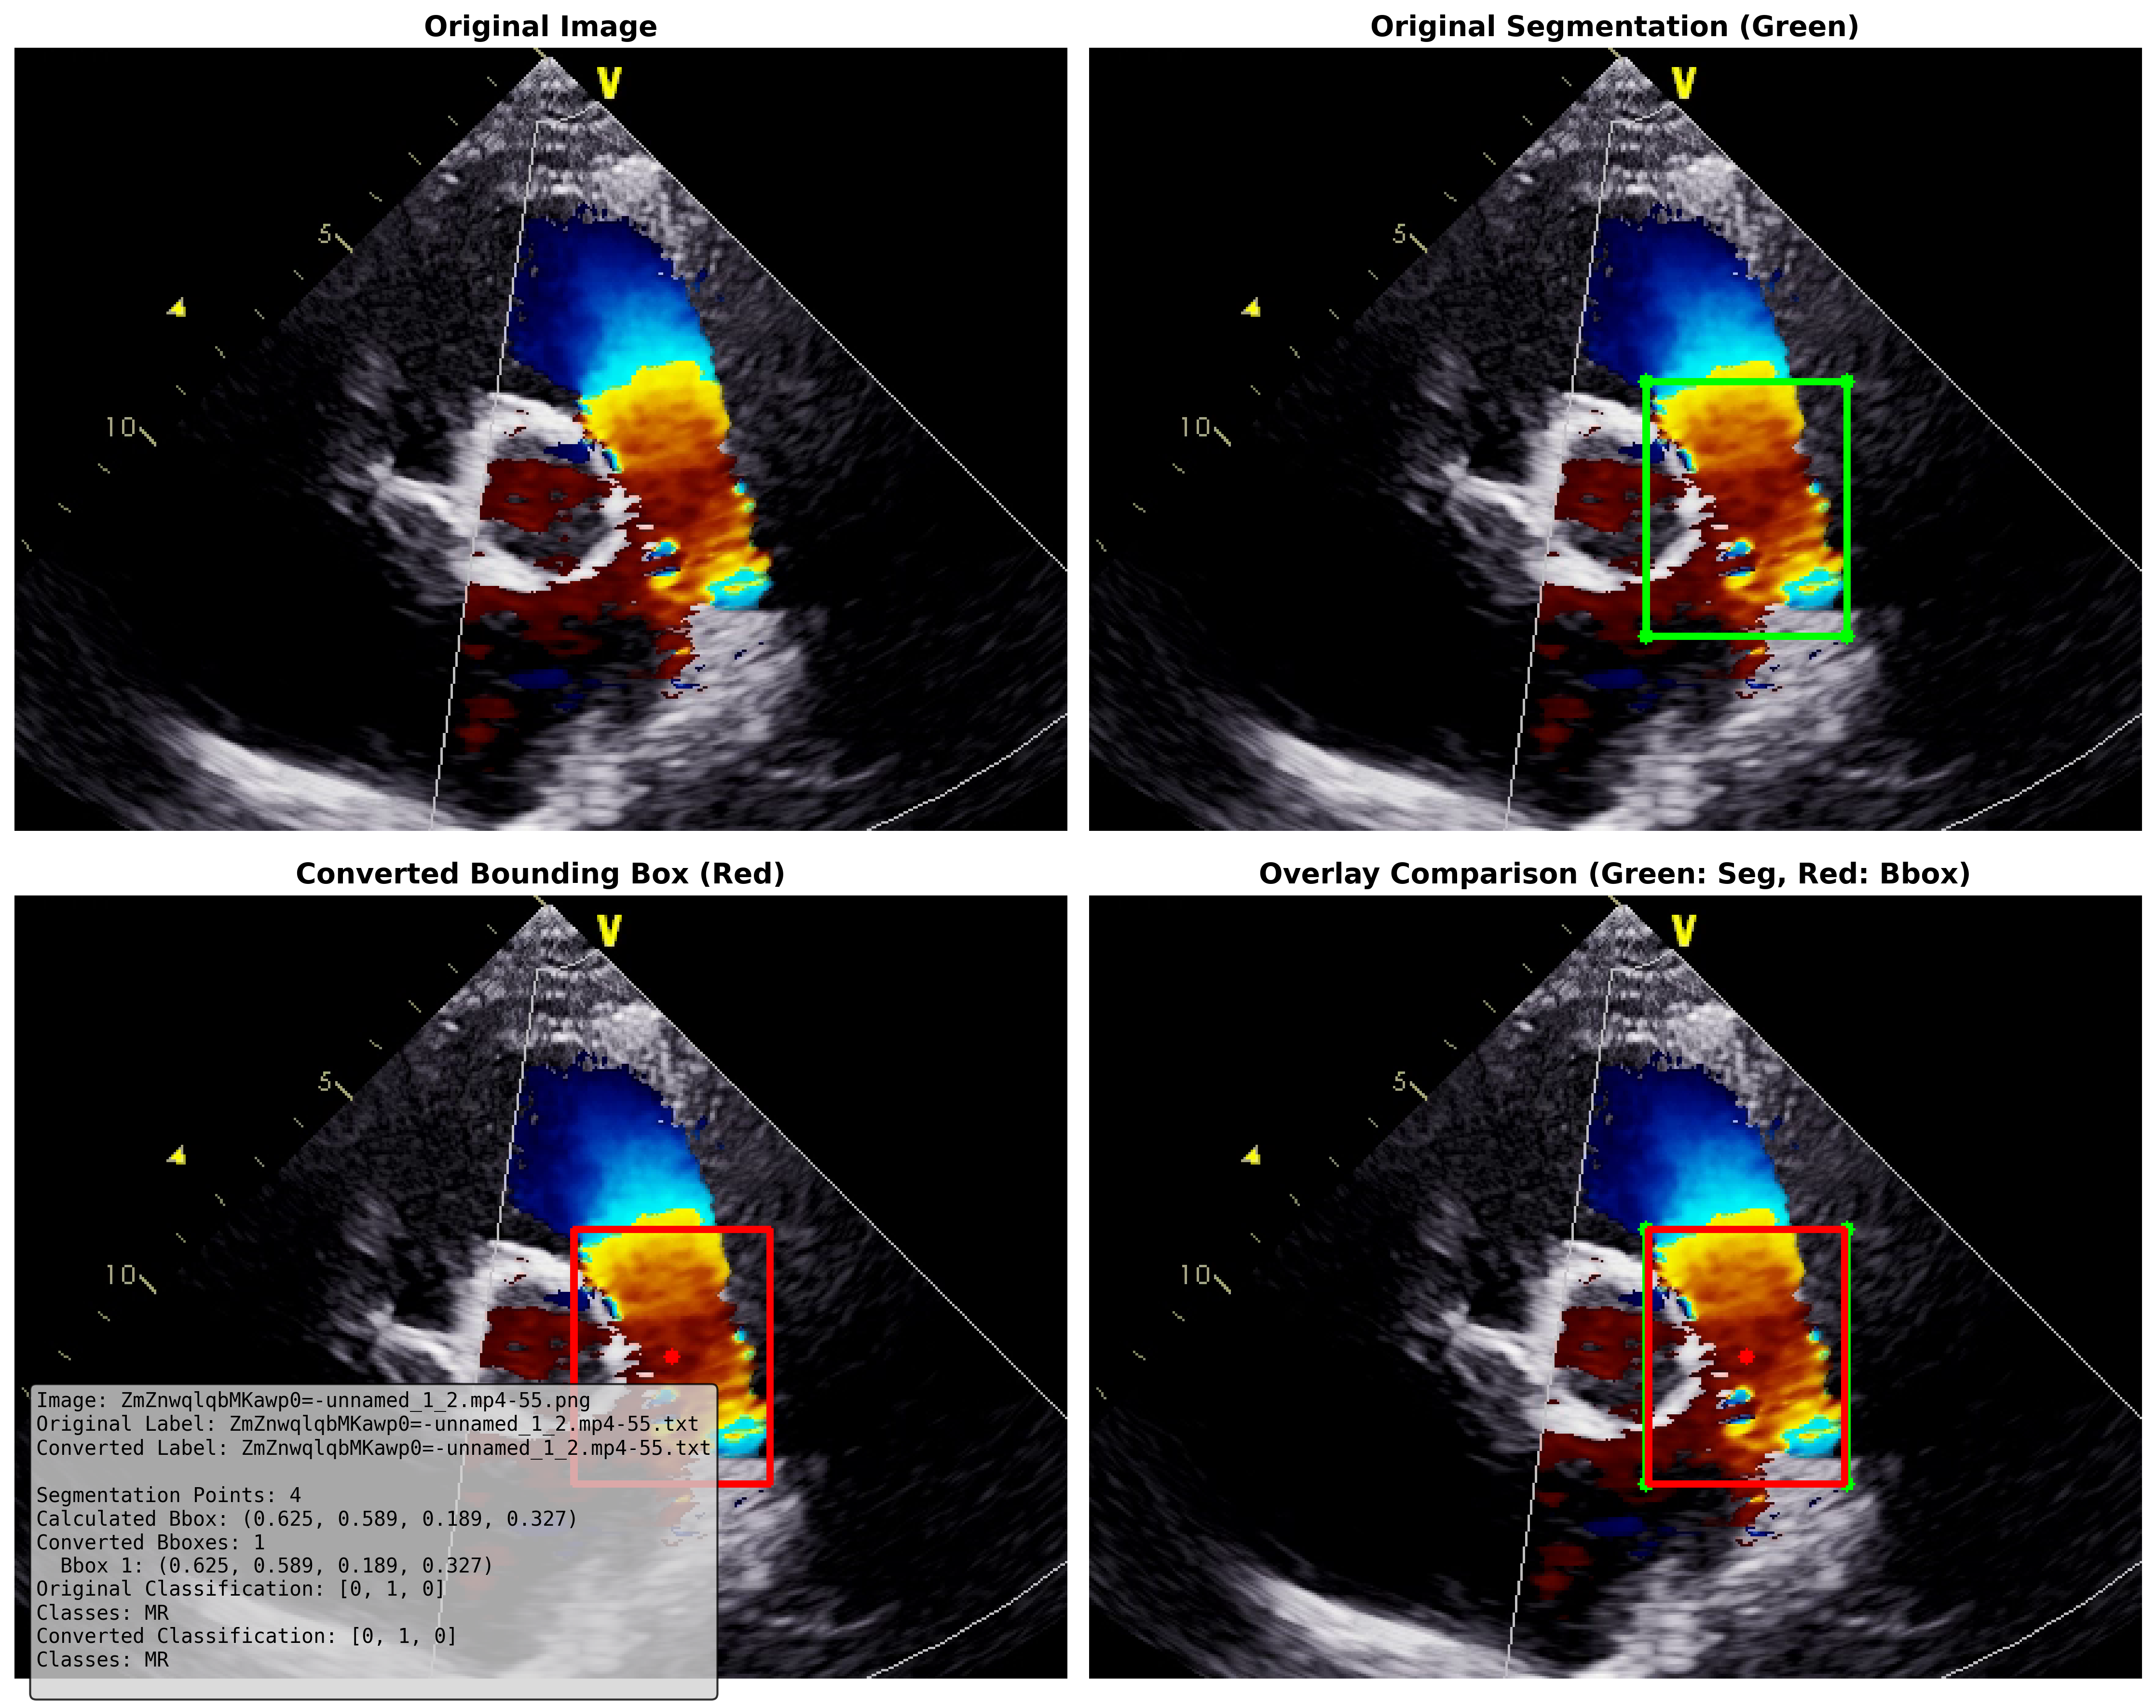 Original Image
Original Segmentation (Green)
V
5
10
V
5
10
Converted Bounding Box (Red)
Overlay Comparison (Green: Seg, Red: Bbox)
V
5
10
V
5
10
Image: ZmZnwqlqbMKawp0=-unnamed_1_2.mp4-55.png
Original Label: ZmZnwqlqbMKawp0=-unnamed_1_2.mp4-55.txt
Converted Label: ZmZnwqlqbMKawp0=-unnamed_1_2.mp4-55.txt
Segmentation Points: 4
Calculated Bbox: (0.625, 0.589, 0.189, 0.327)
Converted Bboxes: 1
Bbox 1: (0.625, 0.589, 0.189, 0.327)
Original Classification: [0, 1, 0]
Classes: MR
Converted Classification: [0, 1, 0]
Classes: MR